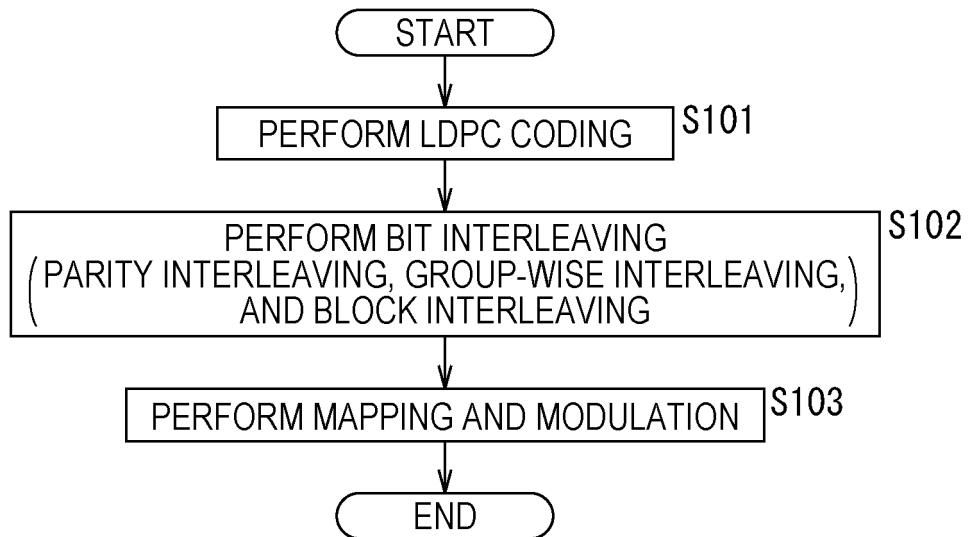 START
PERFORM LDPC CODING
S101
PERFORM BIT INTERLEAVING
(PARITY INTERLEAVING, GROUP-WISE INTERLEAVING,
AND BLOCK INTERLEAVING)
S102
PERFORM MAPPING AND MODULATION
S103
END